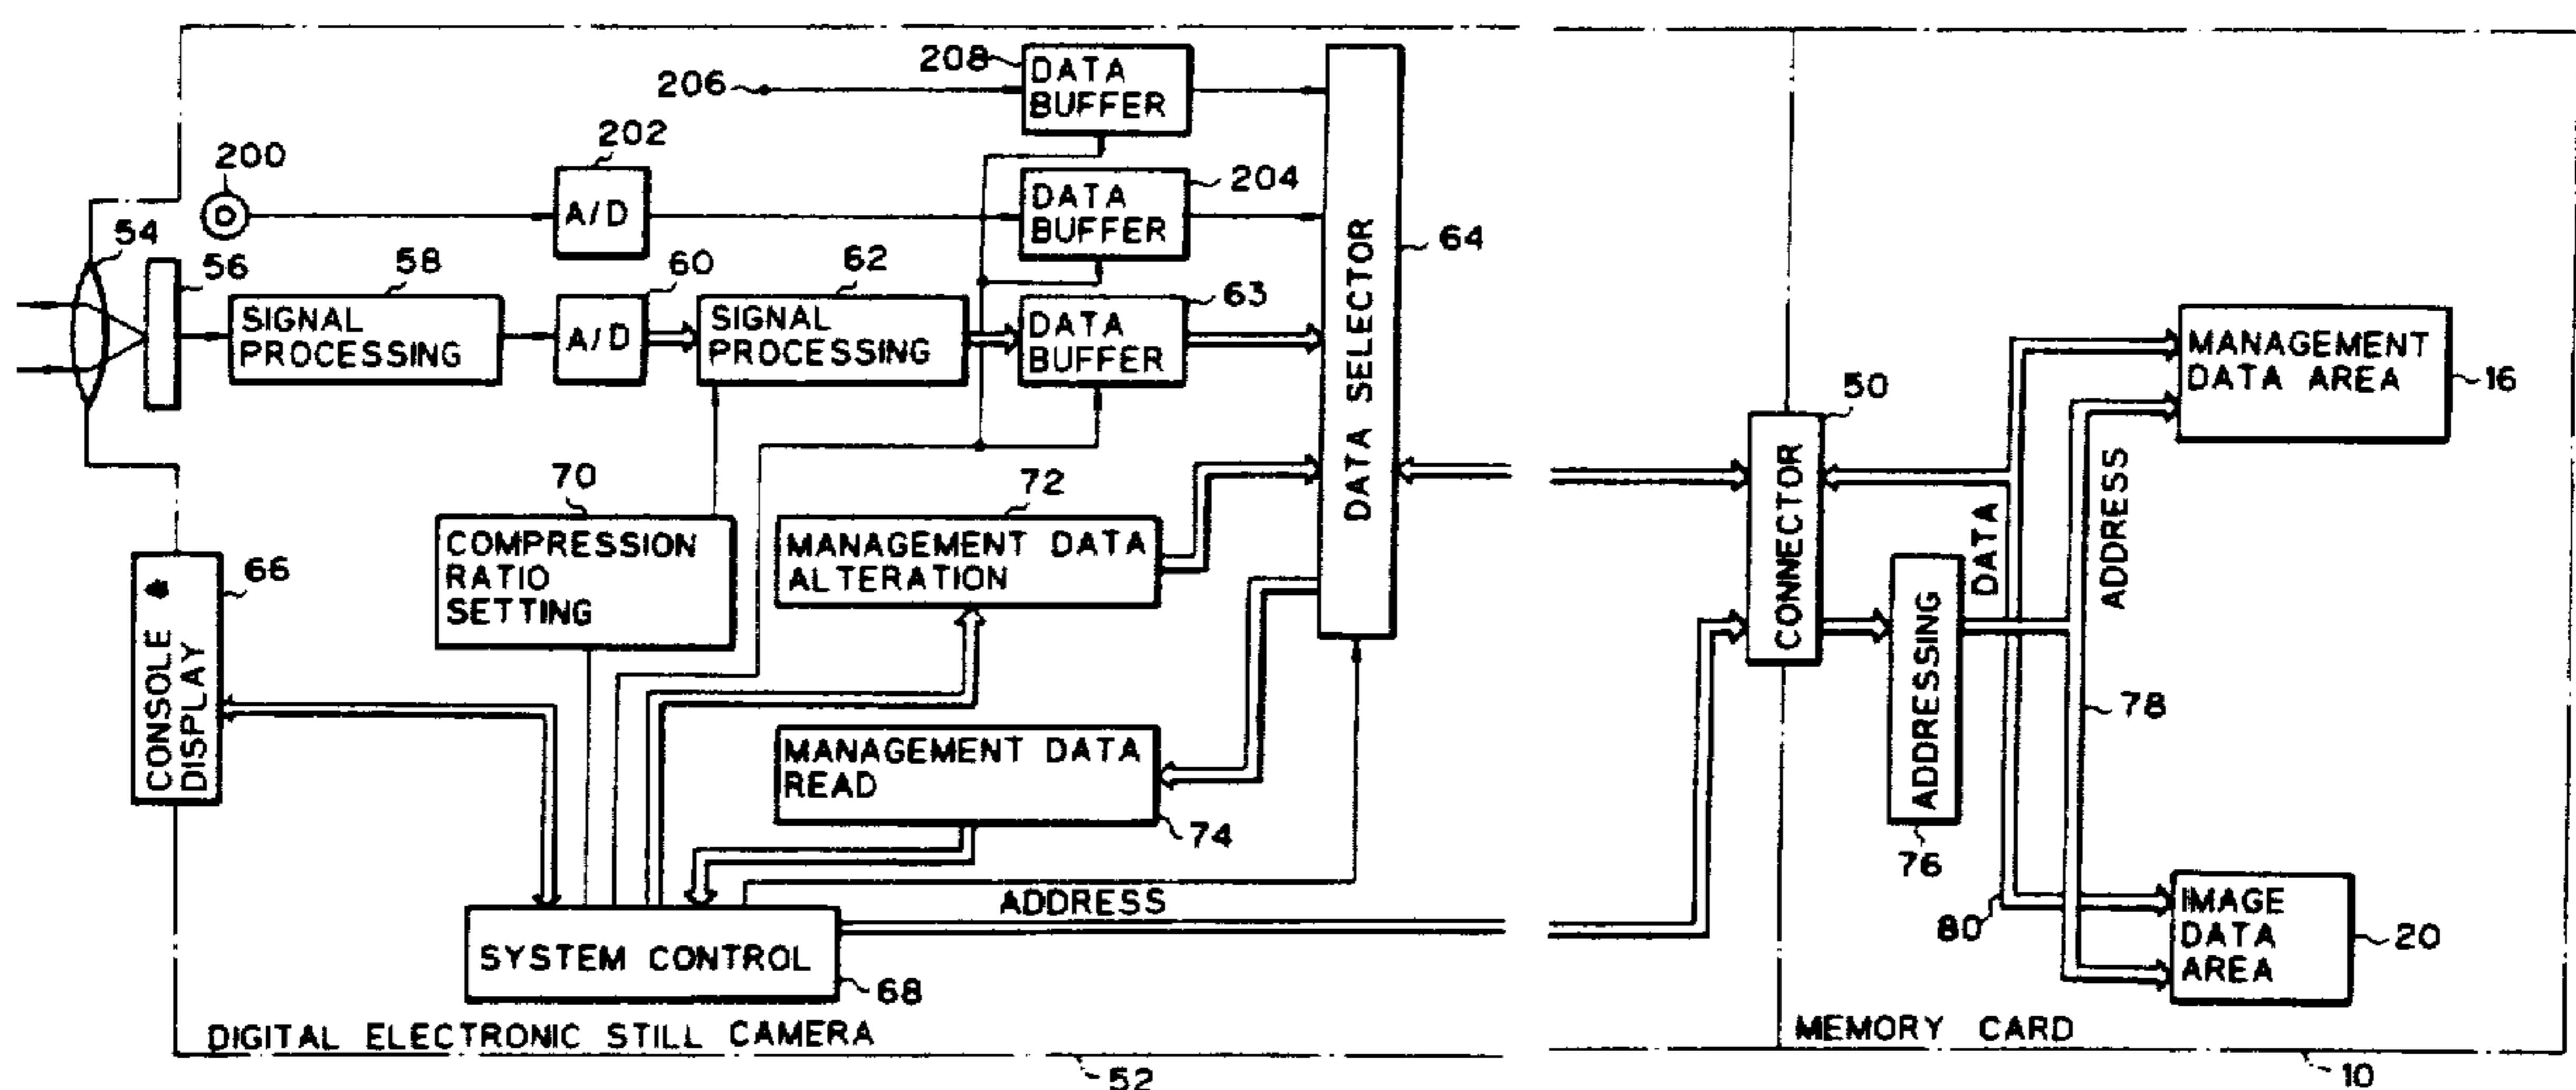 208
DATA
BUFFER
206
202
200
A/D
DATA
BUFFER
204
54
56
58
60
62
63
64
SIGNAL
PROCESSING
A/D
SIGNAL
PROCESSING
DATA
BUFFER
DATA SELECTOR
MANAGEMENT
DATA AREA
16
50
CONNECTOR
DATA
ADDRESS
70
COMPRESSION
RATIO
SETTING
72
MANAGEMENT DATA
ALTERATION
66
CONSOLE
DISPLAY
ADDRESSING
76
78
MANAGEMENT DATA
READ
74
ADDRESS
80
IMAGE
DATA
AREA
20
SYSTEM CONTROL
68
DIGITAL ELECTRONIC STILL CAMERA
MEMORY CARD
52
10